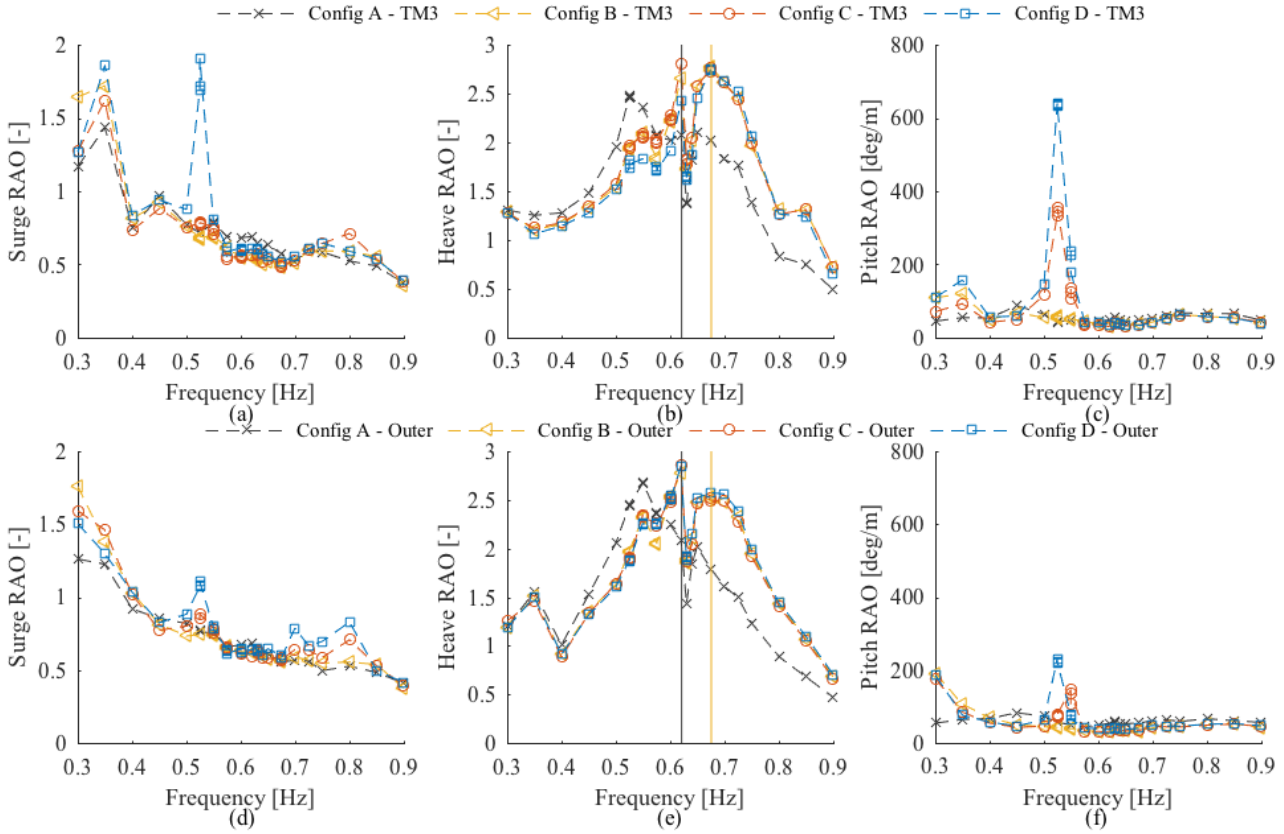 Config A - TM3 Config B - TM3 Config C - TM3 Config D - TM3
Surge RAO [-]
2
1.5
1
0.5
0
0.3 0.4 0.5 0.6 0.7 0.8 0.9
Frequency [Hz]
(a)
Heave RAO [-]
3
2.5
2
1.5
1
0.5
0
0.3 0.4 0.5 0.6 0.7 0.8 0.9
Frequency [Hz]
(b)
Pitch RAO [deg/m]
800
600
400
200
0
0.3 0.4 0.5 0.6 0.7 0.8 0.9
Frequency [Hz]
(c)
Config A - Outer Config B - Outer Config C - Outer Config D - Outer
Surge RAO [-]
2
1.5
1
0.5
0
0.3 0.4 0.5 0.6 0.7 0.8 0.9
Frequency [Hz]
(d)
Heave RAO [-]
3
2.5
2
1.5
1
0.5
0
0.3 0.4 0.5 0.6 0.7 0.8 0.9
Frequency [Hz]
(e)
Pitch RAO [deg/m]
800
600
400
200
0
0.3 0.4 0.5 0.6 0.7 0.8 0.9
Frequency [Hz]
(f)